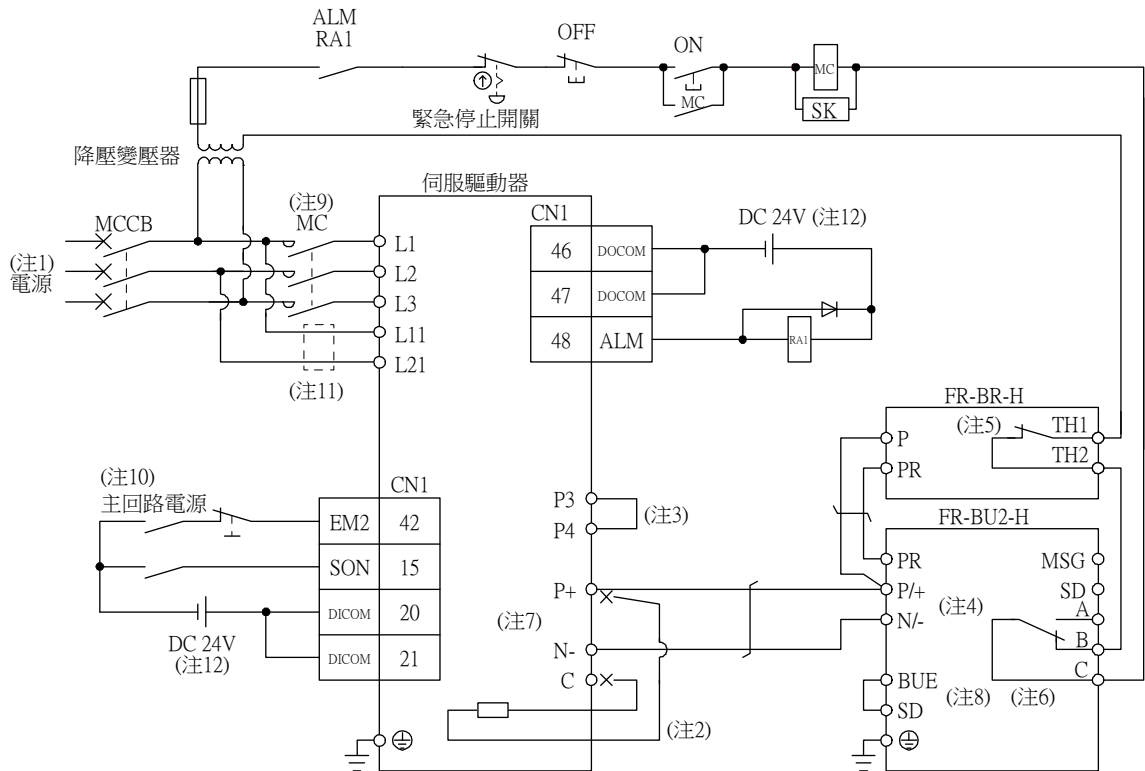 ALM
RA1
OFF
ON
MC
MC
SK
緊急停止開關
降壓變壓器
伺服驅動器
MCCB
(注9)
MC
(注1)
電源
L1
L2
L3
L11
L21
(注11)
CN1
46 DOCOM
47 DOCOM
48 ALM
DC 24V (注12)
RA1
FR-BR-H
(注5)
P
PR
TH1
TH2
(注10)
主回路電源
CN1
EM2 42
SON 15
DICOM 20
DICOM 21
DC 24V
(注12)
P3
P4
(注3)
P+
(注7)
N-
C
(注2)
FR-BU2-H
PR
P/+
N/-
(注4)
MSG
SD
A
B
C
BUE
SD
(注8)
(注6)